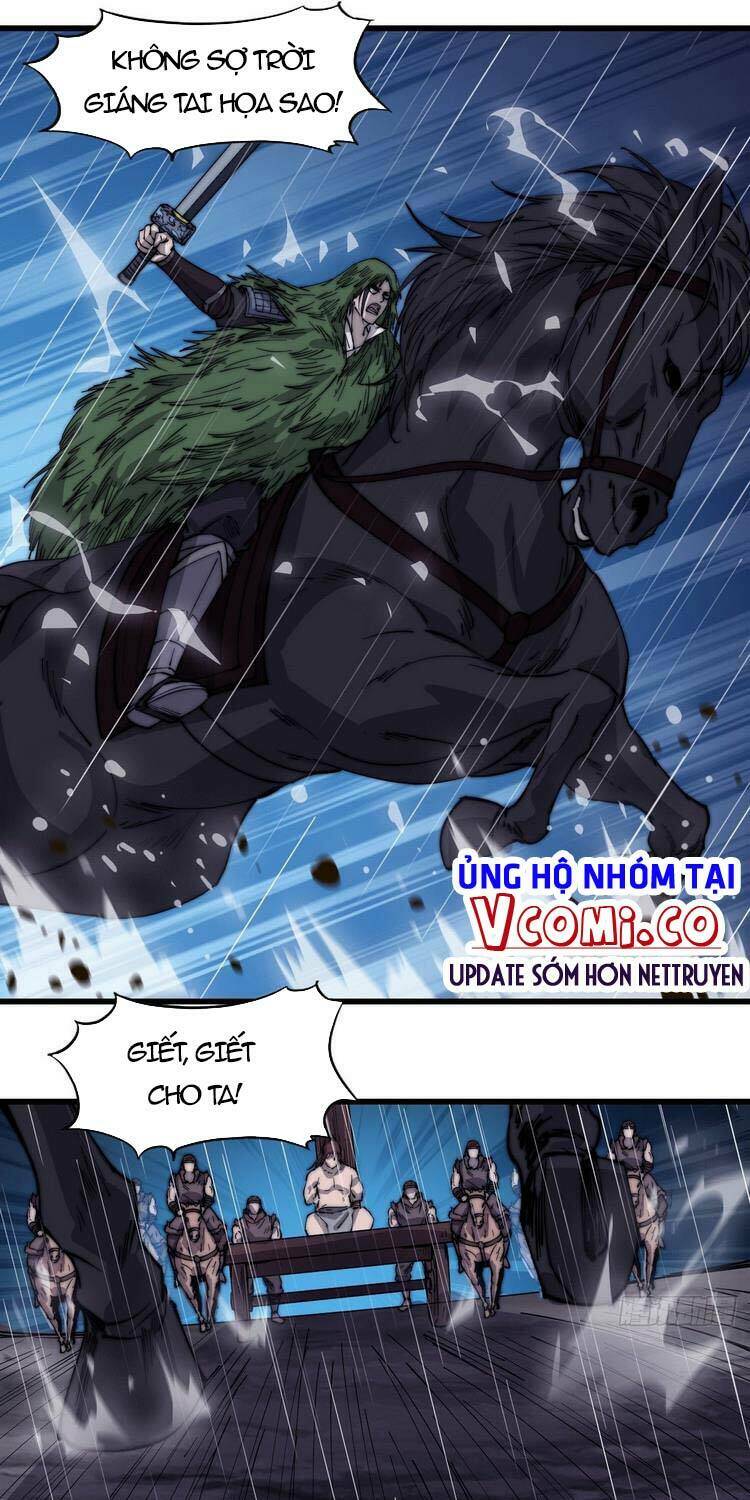 KHÔNG SỢ TRỜI
GIÁNG TAI HỌA SAO!
ỦNG HỘ NHÓM TẠI
VCOMI.CO
UPDATE SỚM HƠN NETTRUYEN
GIẾT, GIẾT
CHO TA!